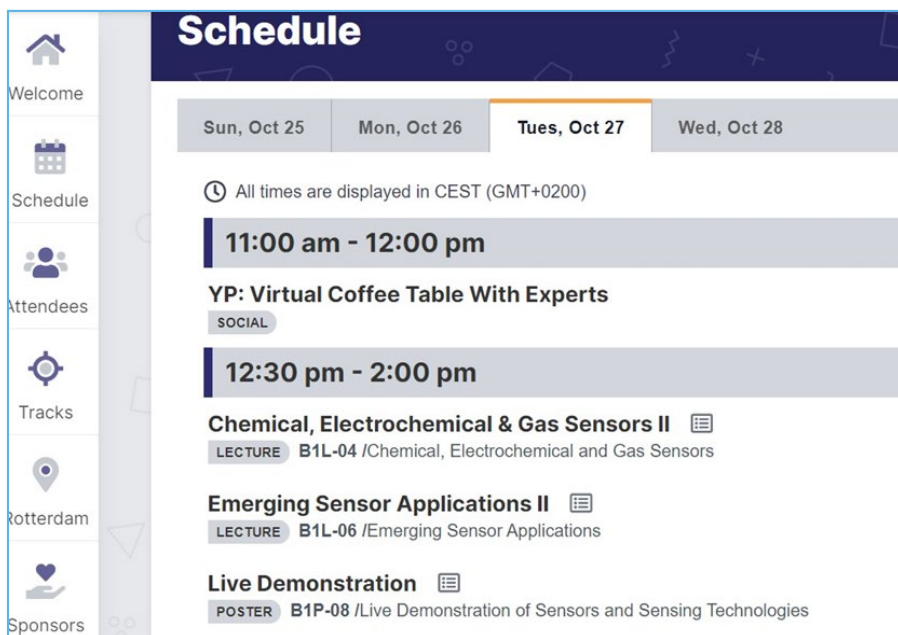 Schedule
Welcome
Schedule
Attendees
Tracks
Rotterdam
Sponsors
Sun, Oct 25
Mon, Oct 26
Tues, Oct 27
Wed, Oct 28
All times are displayed in CEST (GMT+0200)
11:00 am - 12:00 pm
YP: Virtual Coffee Table With Experts
SOCIAL
12:30 pm - 2:00 pm
Chemical, Electrochemical & Gas Sensors II
LECTURE B1L-04 /Chemical, Electrochemical and Gas Sensors
Emerging Sensor Applications II
LECTURE B1L-06 /Emerging Sensor Applications
Live Demonstration
POSTER B1P-08 /Live Demonstration of Sensors and Sensing Technologies